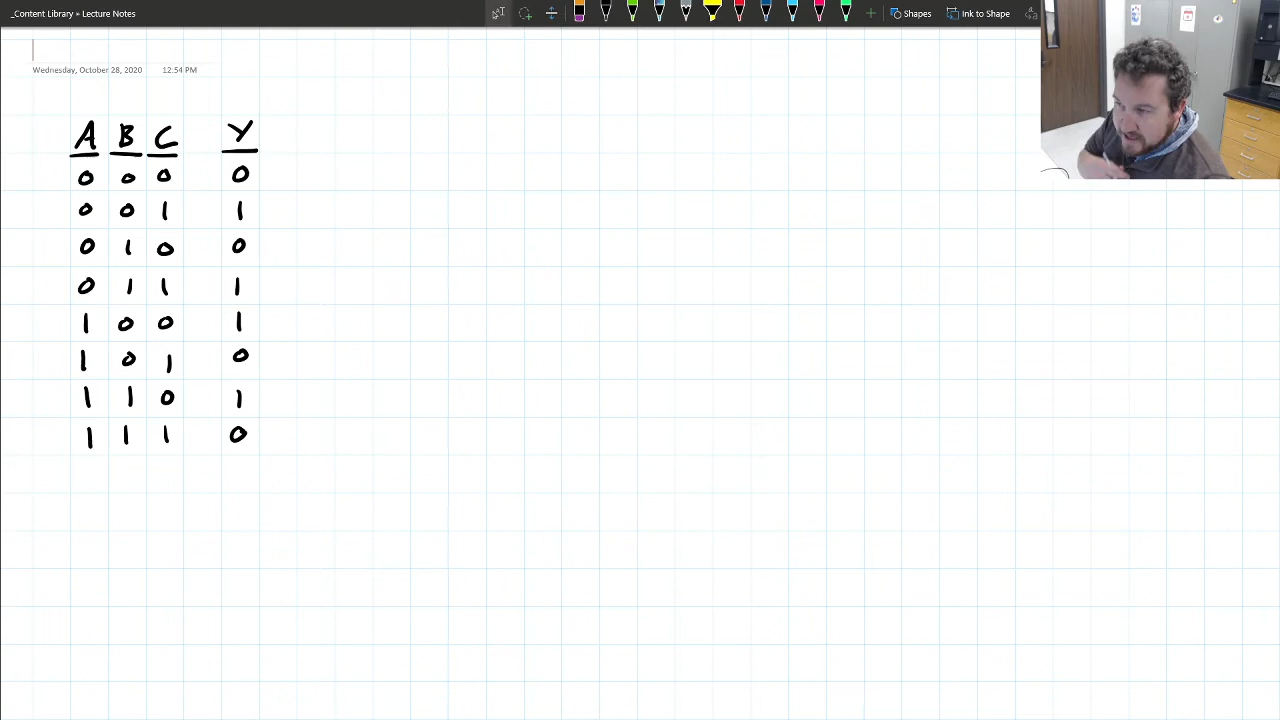 _Content Library » Lecture Notes
Shapes
Ink to Shape
Wednesday, October 28, 2020 12:54 PM
A B C Y
0 0 0 0
0 0 1 1
0 1 0 0
0 1 1 1
1 0 0 1
1 0 1 0
1 1 0 1
1 1 1 0